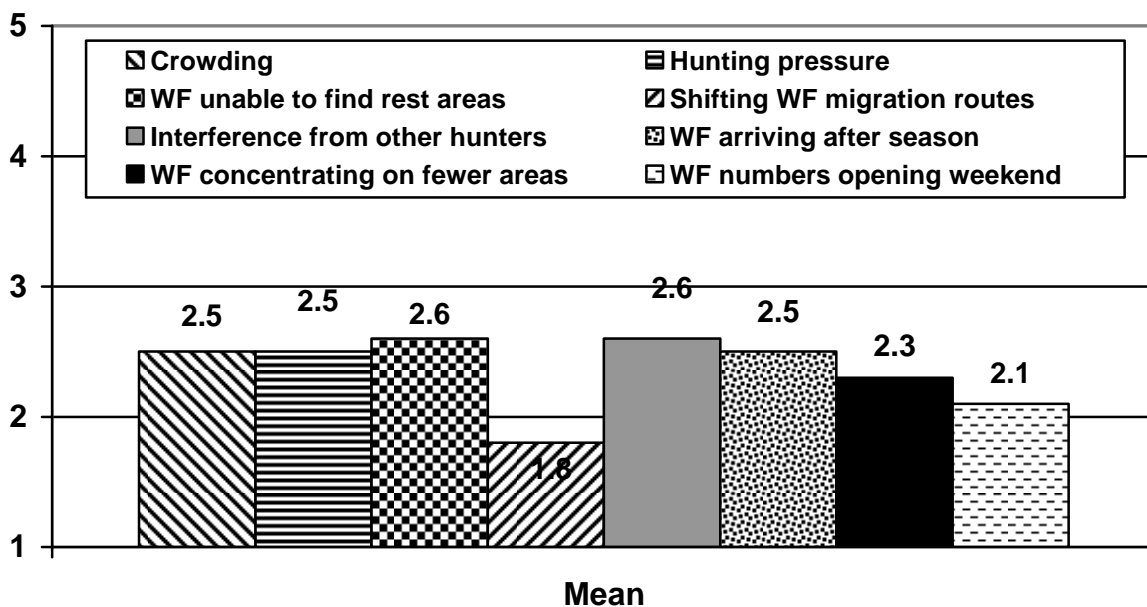 5
Crowding Hunting pressure
WF unable to find rest areas Shifting WF migration routes
Interference from other hunters WF arriving after season
WF concentrating on fewer areas WF numbers opening weekend
4
3
2.5 2.5 2.6 1.8 2.6 2.5 2.3 2.1
2
1
Mean